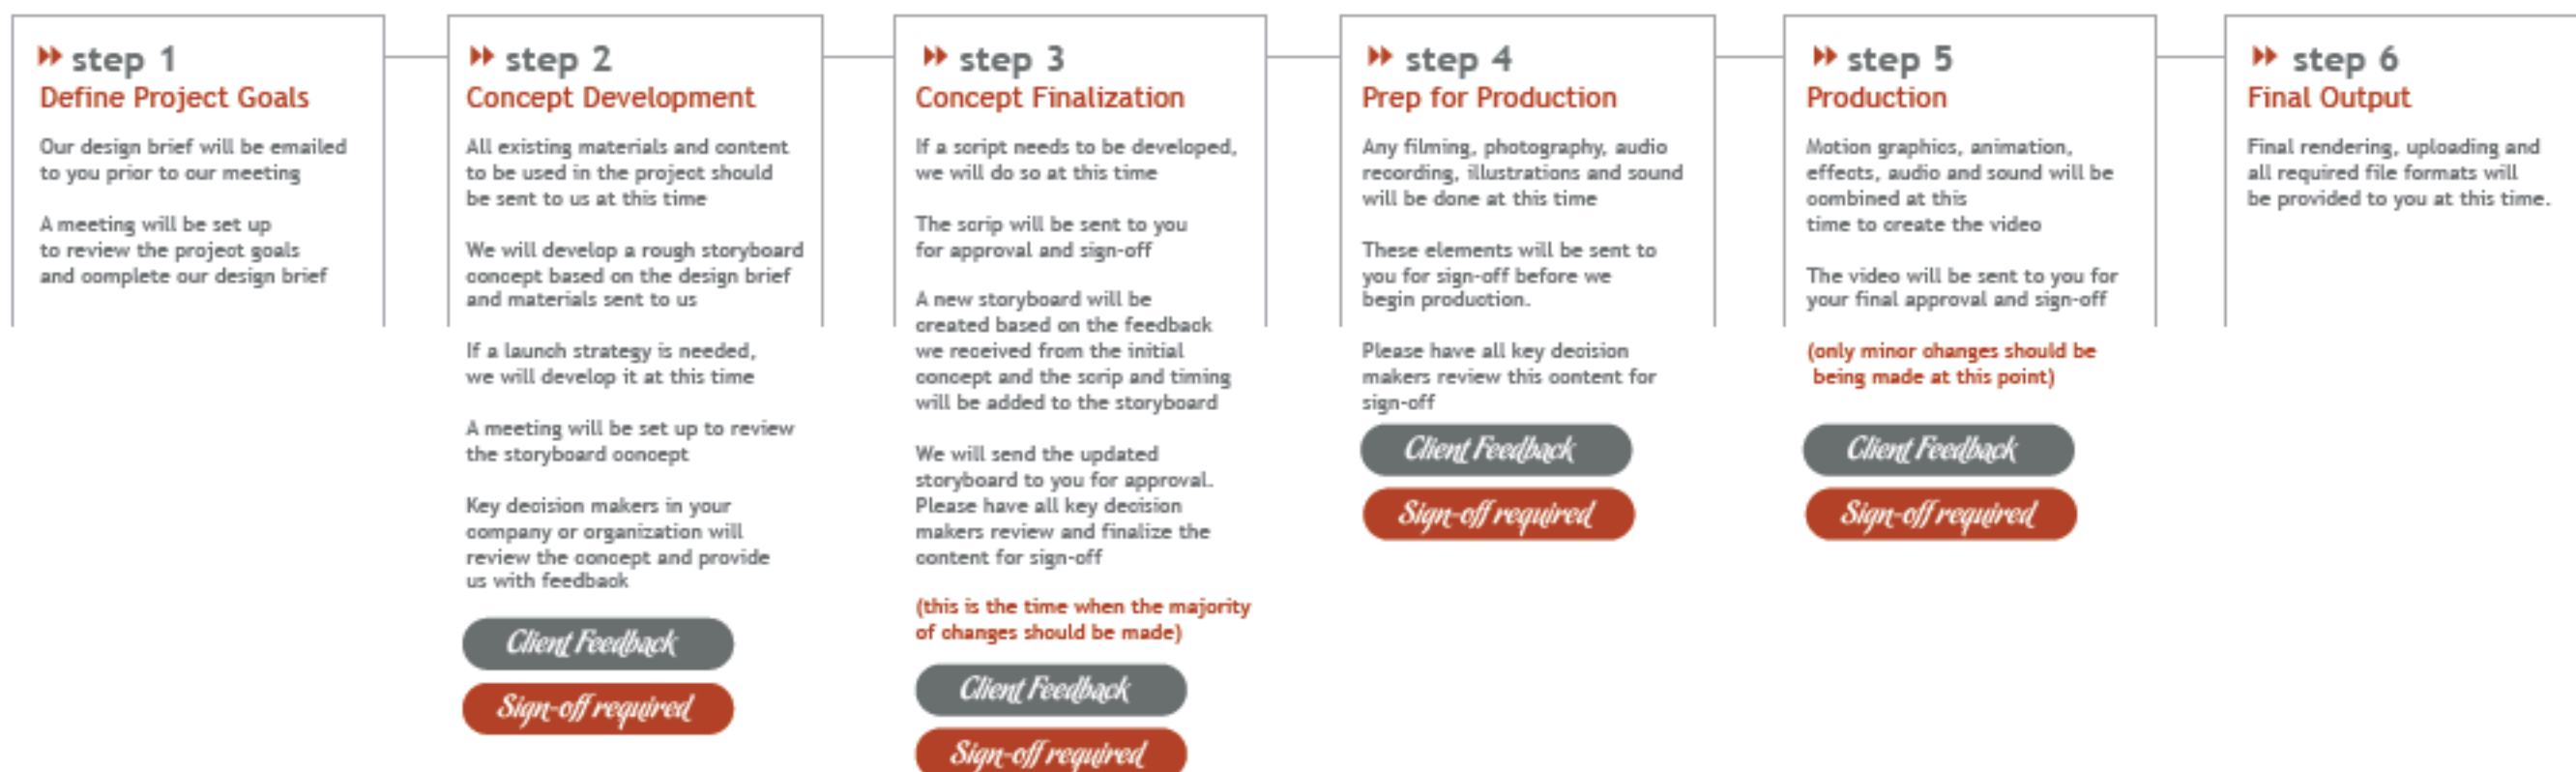 step 1
Define Project Goals
Our design brief will be emailed
to you prior to our meeting
A meeting will be set up
to review the project goals
and complete our design brief
step 2
Concept Development
All existing materials and content
to be used in the project should
be sent to us at this time
We will develop a rough storyboard
concept based on the design brief
and materials sent to us
If a launch strategy is needed,
we will develop it at this time
A meeting will be set up to review
the storyboard concept
Key decision makers in your
company or organization will
review the concept and provide
us with feedback
Client Feedback
Sign-off required
step 3
Concept Finalization
If a script needs to be developed,
we will do so at this time
The scrip will be sent to you
for approval and sign-off
A new storyboard will be
created based on the feedback
we received from the initial
concept and the scrip and timing
will be added to the storyboard
We will send the updated
storyboard to you for approval.
Please have all key decision
makers review and finalize the
content for sign-off
(this is the time when the majority
of changes should be made)
Client Feedback
Sign-off required
step 4
Prep for Production
Any filming, photography, audio
recording, illustrations and sound
will be done at this time
These elements will be sent to
you for sign-off before we
begin production.
Please have all key decision
makers review this content for
sign-off
Client Feedback
Sign-off required
step 5
Production
Motion graphics, animation,
effects, audio and sound will be
combined at this
time to create the video
The video will be sent to you for
your final approval and sign-off
(only minor changes should be
being made at this point)
Client Feedback
Sign-off required
step 6
Final Output
Final rendering, uploading and
all required file formats will
be provided to you at this time.